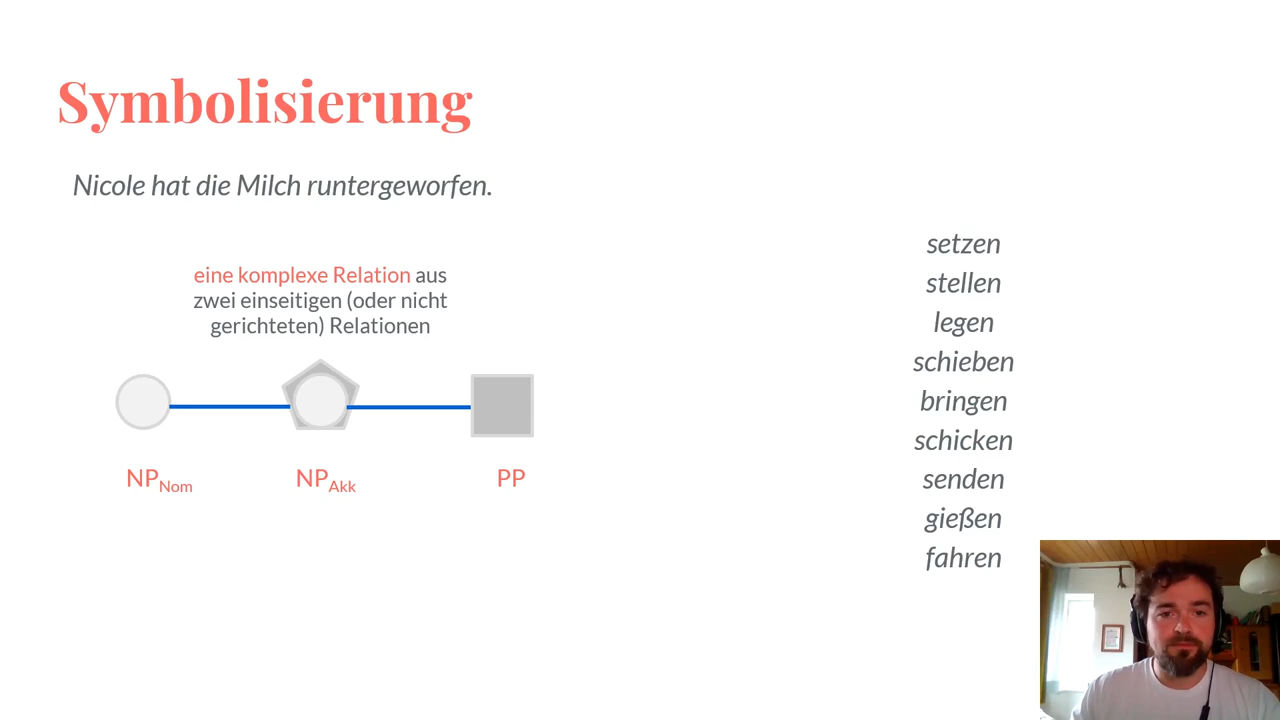 Symbolisierung
Nicole hat die Milch runtergeworfen.
eine komplexe Relation aus
zwei einseitigen (oder nicht
gerichteten) Relationen
NPNom NPAkk PP
setzen
stellen
legen
schieben
bringen
schicken
senden
gießen
fahren